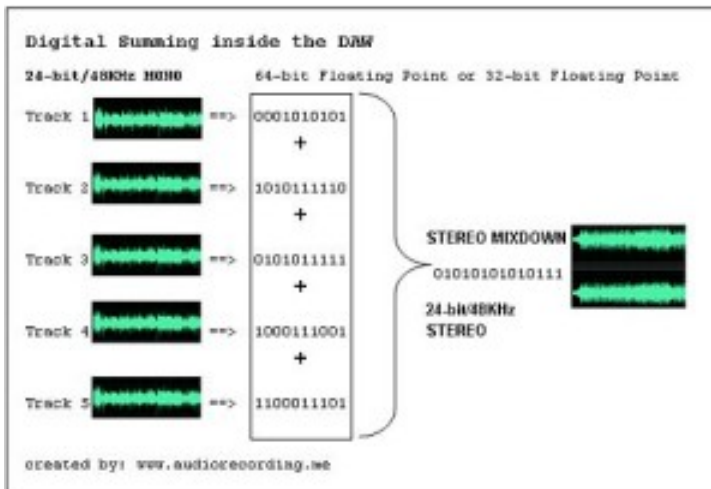 Digital Summing inside the DAW
24-bit/48KHz MONO 64-bit Floating Point or 32-bit Floating Point
Track 1 ==> 0001010101
+
Track 2 ==> 1010111110
+
Track 3 ==> 0101011111
+
Track 4 ==> 1000111001
+
Track 5 ==> 1100011101
STEREO MIXDOWN
01010101010111
24-bit/48KHz
STEREO
created by: www.audiorecording.me